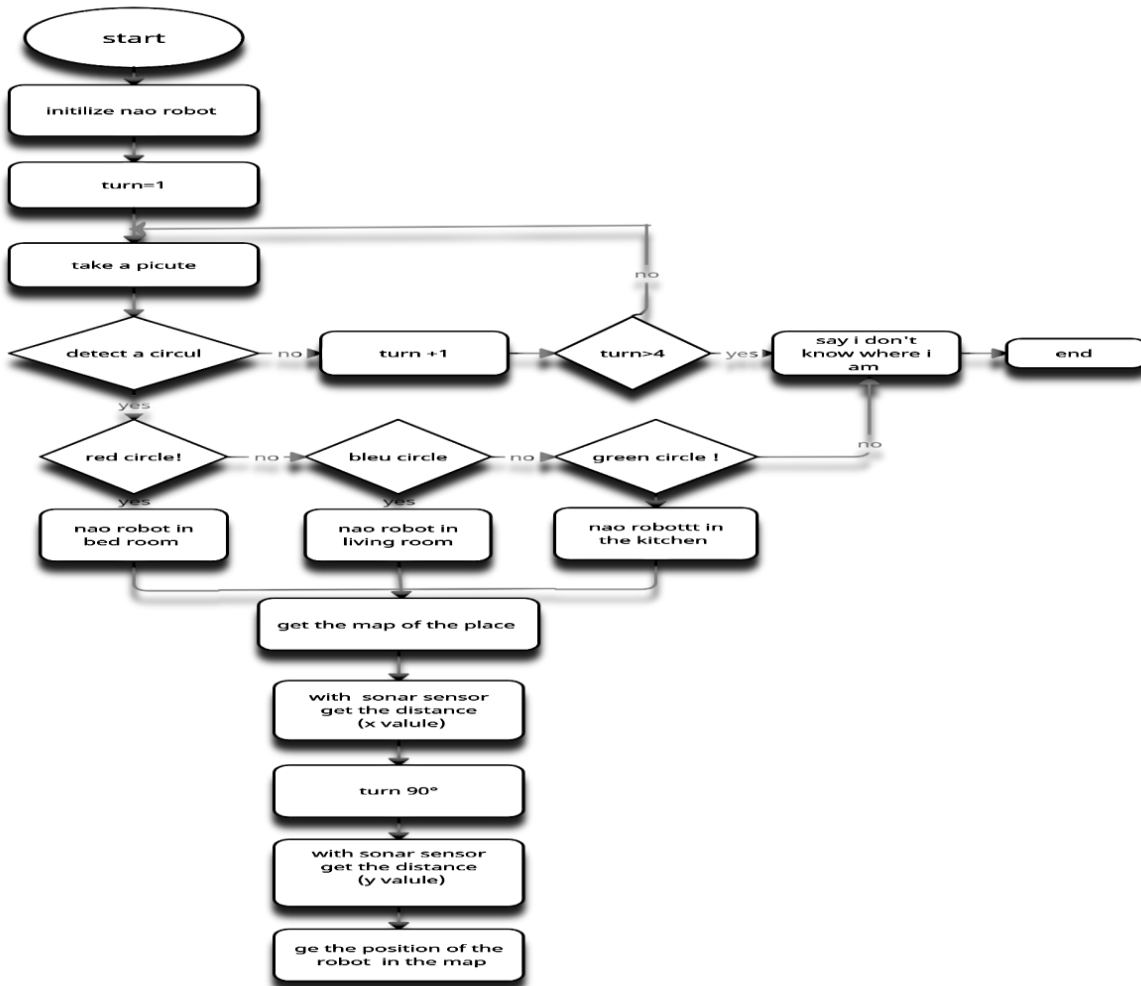 start
initilize nao robot
turn=1
take a picute
no
detect a circul
no
turn +1
turn>4
yes
say i don't
know where i
am
end
yes
red circle!
no
bleu circle
no
green circle !
no
yes
yes
nao robot in
bed room
nao robot in
living room
nao robottt in
the kitchen
get the map of the place
with sonar sensor
get the distance
(x valule)
turn 90°
with sonar sensor
get the distance
(y valule)
ge the position of the
robot in the map